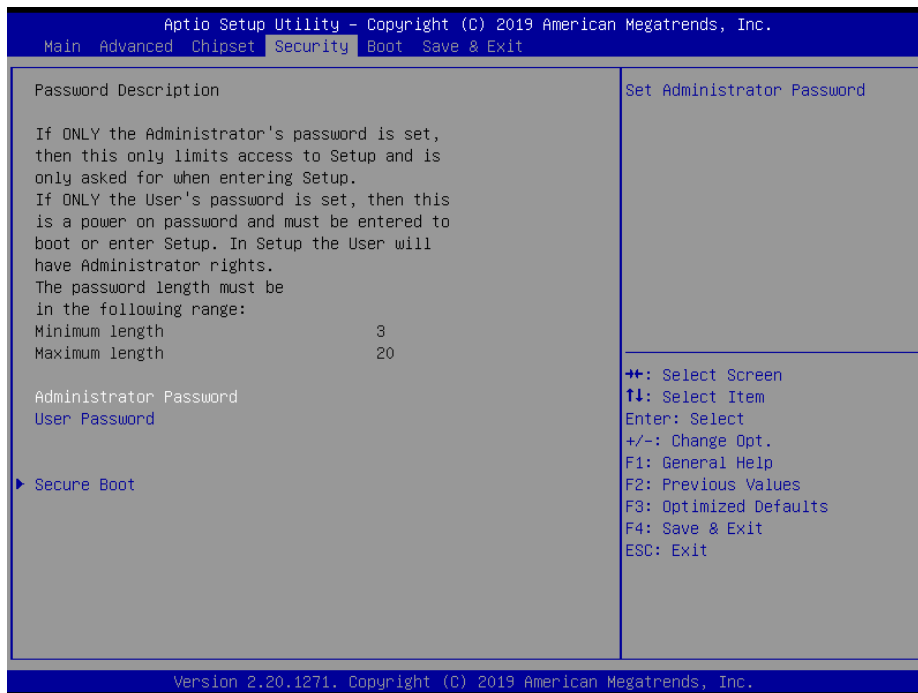 Aptio Setup Utility – Copyright (C) 2019 American Megatrends, Inc.
Main Advanced Chipset Security Boot Save & Exit
Password Description
If ONLY the Administrator's password is set,
then this only limits access to Setup and is
only asked for when entering Setup.
If ONLY the User's password is set, then this
is a power on password and must be entered to
boot or enter Setup. In Setup the User will
have Administrator rights.
The password length must be
in the following range:
Minimum length 3
Maximum length 20
Administrator Password
User Password
Secure Boot
Set Administrator Password
→←: Select Screen
↑↓: Select Item
Enter: Select
+/-: Change Opt.
F1: General Help
F2: Previous Values
F3: Optimized Defaults
F4: Save & Exit
ESC: Exit
Version 2.20.1271. Copyright (C) 2019 American Megatrends, Inc.